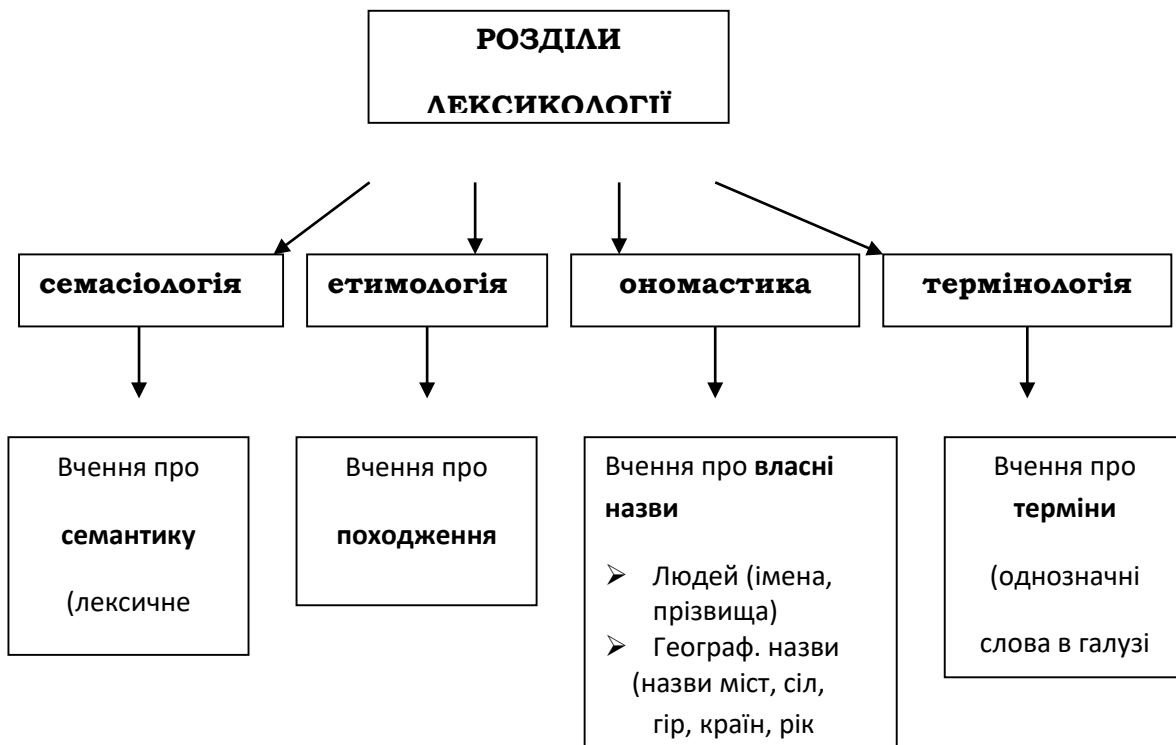 РОЗДІЛИ
ЛЕКСИКОЛОГІЇ
семасіологія
етимологія
ономастика
термінологія
Вчення про
семантику
(лексичне
Вчення про
походження
Вчення про власні
назви
➢ Людей (імена,
прізвища)
➢ Географ. назви
(назви міст, сіл,
гір, країн, рік
Вчення про
терміни
(однозначні
слова в галузі